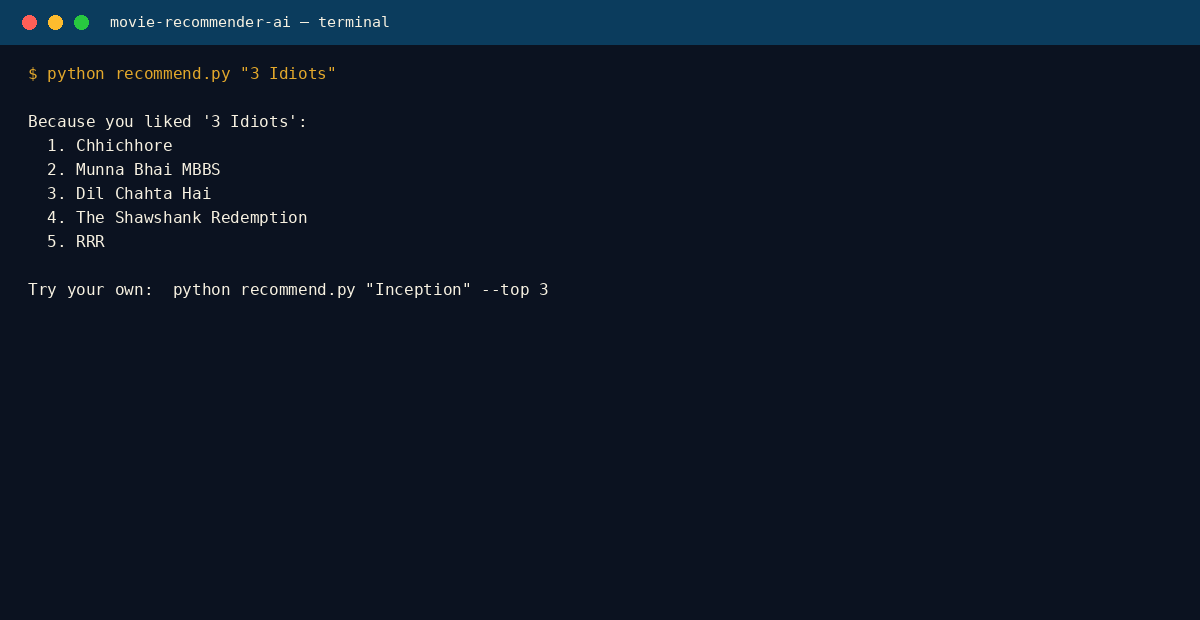 movie-recommender-ai — terminal
$ python recommend.py "3 Idiots"
Because you liked '3 Idiots':
1. Chhichhore
2. Munna Bhai MBBS
3. Dil Chahta Hai
4. The Shawshank Redemption
5. RRR
Try your own:  python recommend.py "Inception" --top 3